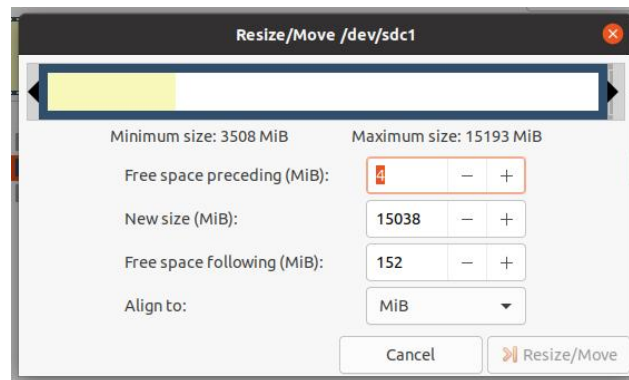 Resize/Move /dev/sdc1
Minimum size: 3508 MiB Maximum size: 15193 MiB
Free space preceding (MiB): 4 − +
New size (MiB): 15038 − +
Free space following (MiB): 152 − +
Align to: MiB
Cancel Resize/Move